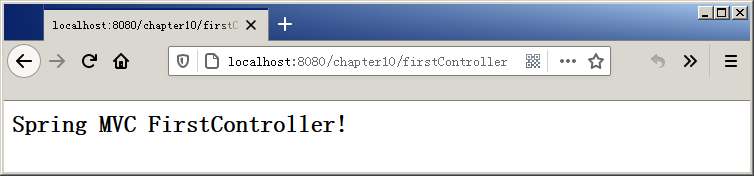 localhost:8080/chapter10/firstC
localhost:8080/chapter10/firstController
Spring MVC FirstController!